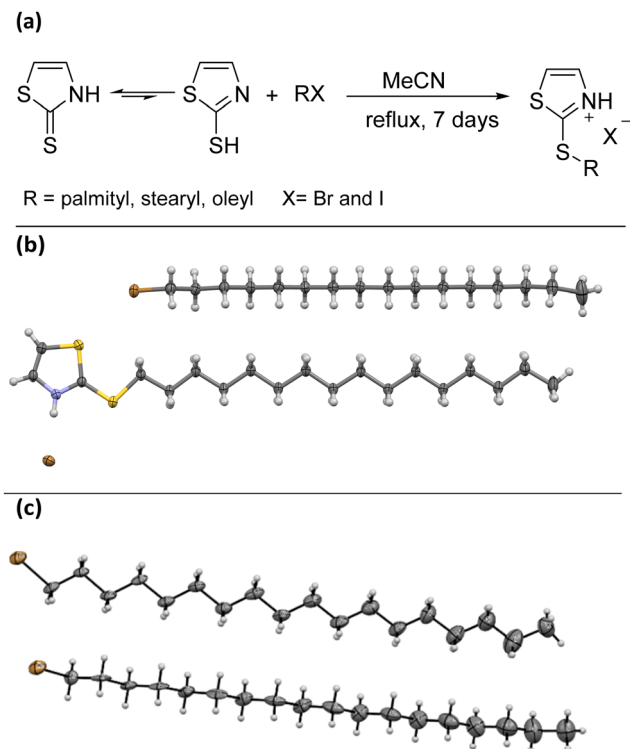 (a)
S NH S N + RX MeCN S NH
+
S SH reflux, 7 days S X−
R
R = palmityl, stearyl, oleyl X= Br and I
(b)
(c)